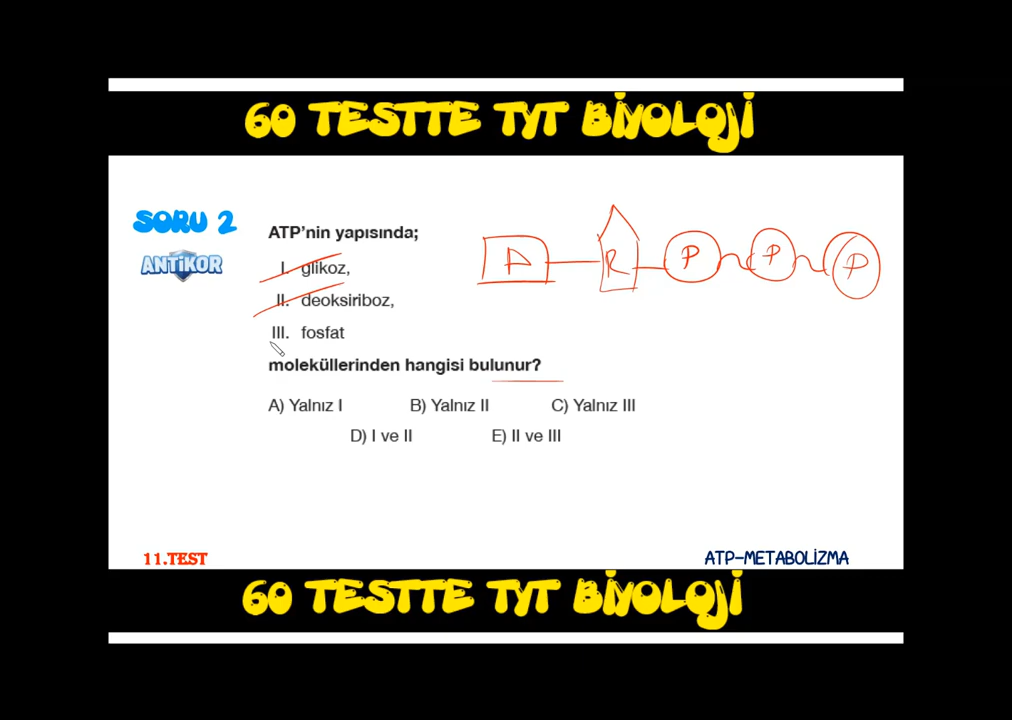 60 TESTTE TYT BİYOLOJİ
SORU 2
ANTİKOR
ATP'nin yapısında;
I. glikoz,
II. deoksiriboz,
III. fosfat
moleküllerinden hangisi bulunur?
A) Yalnız I B) Yalnız II C) Yalnız III
D) I ve II E) II ve III
A R P P P
11.TEST
ATP-METABOLİZMA
60 TESTTE TYT BİYOLOJİ